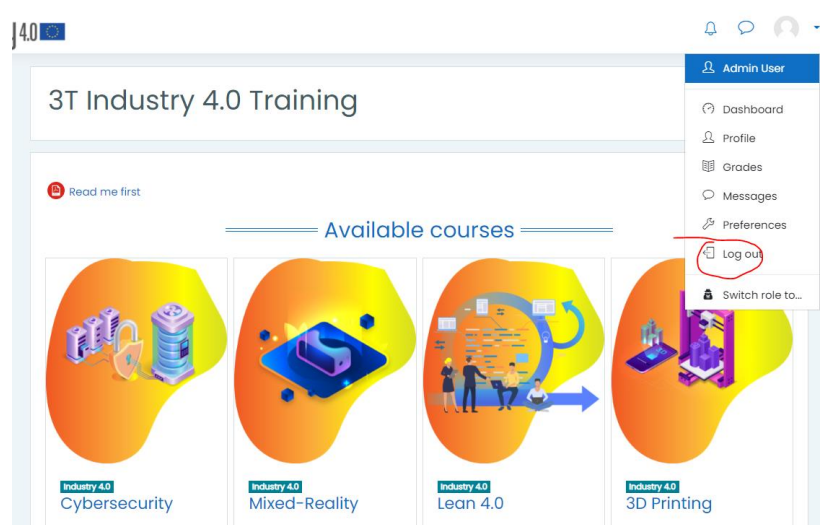 4.0
Admin User
3T Industry 4.0 Training
Dashboard
Profile
Grades
Messages
Preferences
Log out
Switch role to...
Read me first
Available courses
Industry 4.0
Cybersecurity
Industry 4.0
Mixed-Reality
Industry 4.0
Lean 4.0
Industry 4.0
3D Printing